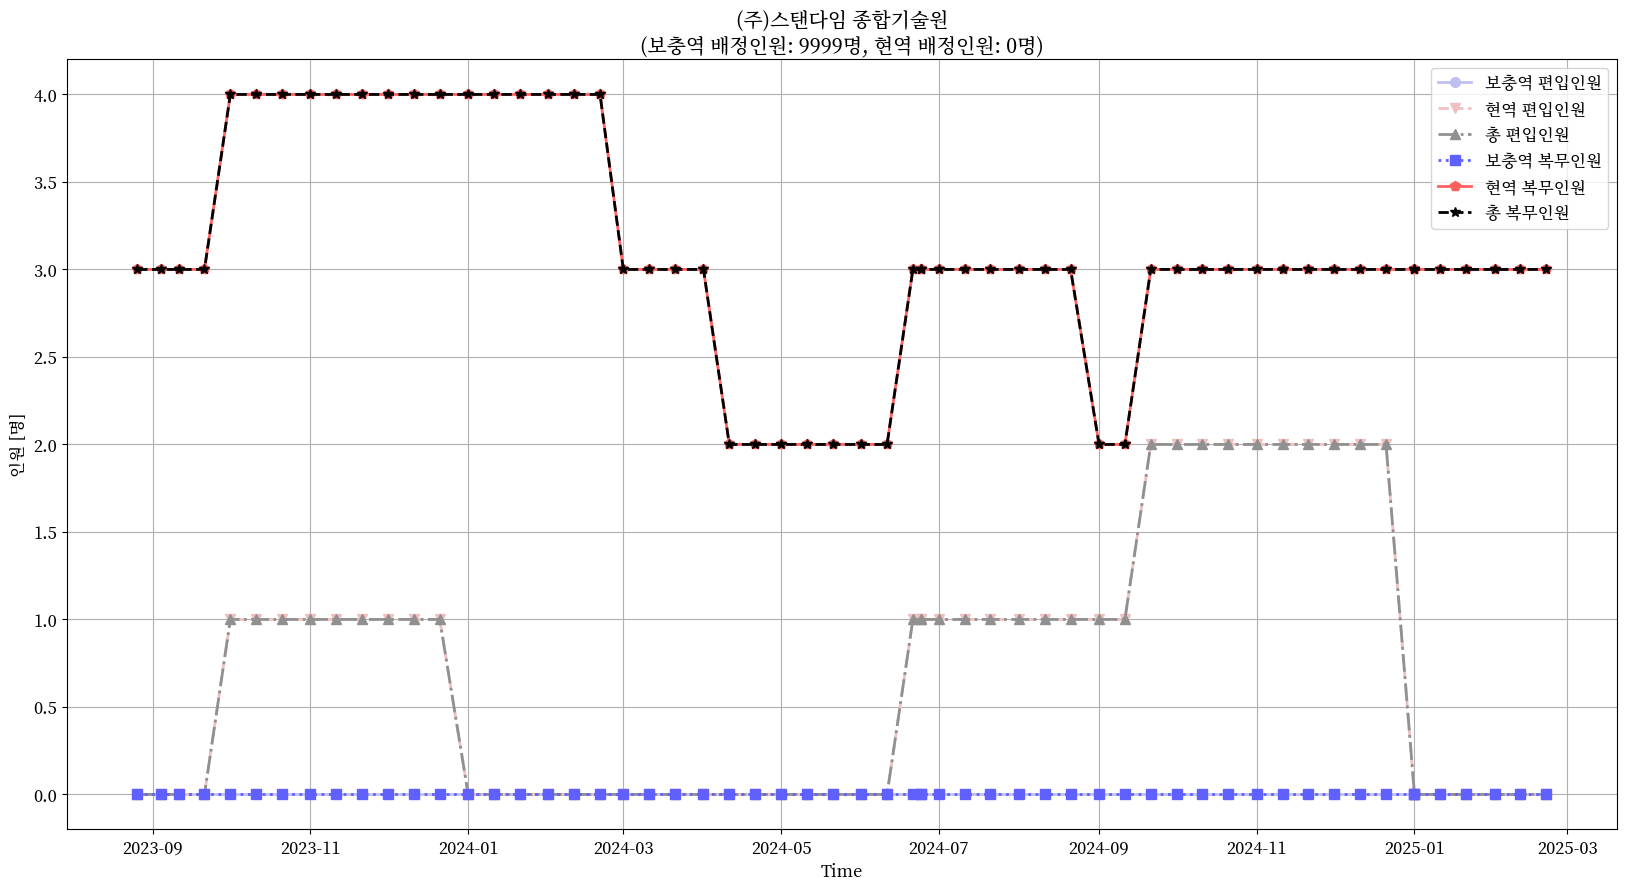 (주)스탠다임 종합기술원
(보충역 배정인원: 9999명, 현역 배정인원: 0명)
보충역 편입인원
현역 편입인원
총 편입인원
보충역 복무인원
현역 복무인원
총 복무인원
인원 [명]
4.0
3.5
3.0
2.5
2.0
1.5
1.0
0.5
0.0
2023-09
2023-11
2024-01
2024-03
2024-05
2024-07
2024-09
2024-11
2025-01
2025-03
Time